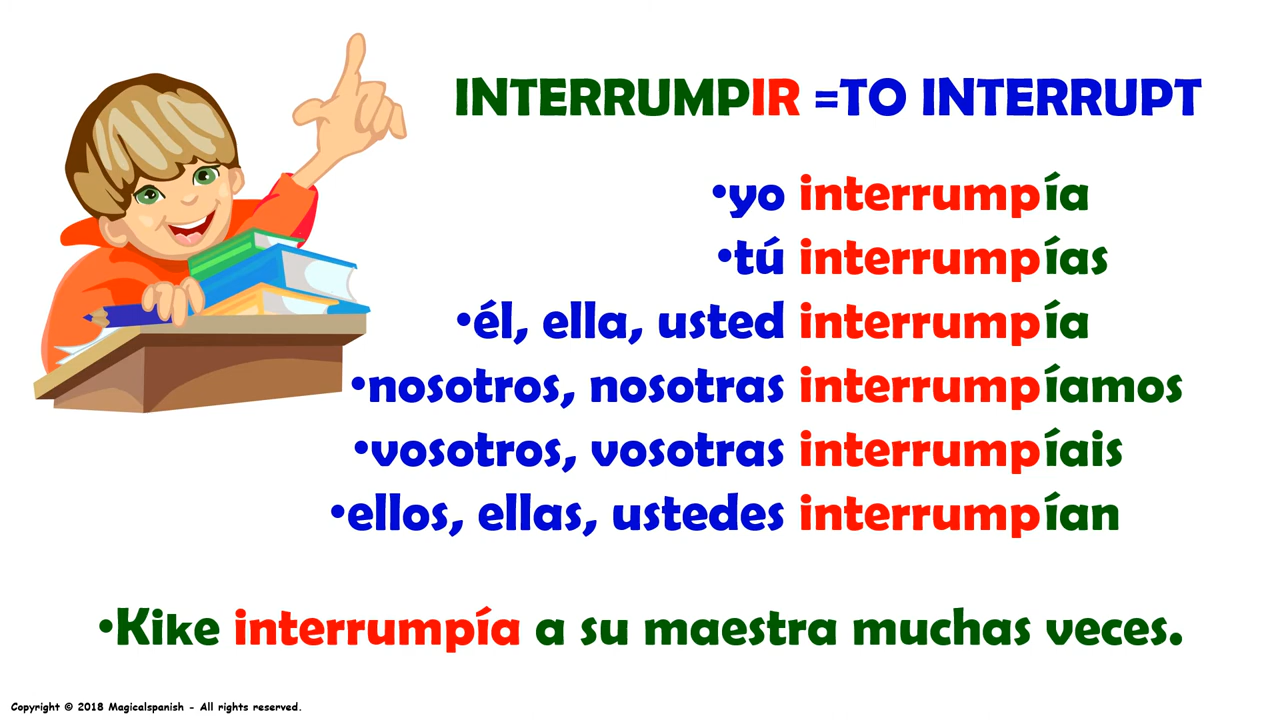 INTERRUMPIR =TO INTERRUPT
•yo interrumpía
•tú interrumpías
•él, ella, usted interrumpía
•nosotros, nosotras interrumpíamos
•vosotros, vosotras interrumpíais
•ellos, ellas, ustedes interrumpían
•Kike interrumpía a su maestra muchas veces.
Copyright © 2018 Magicalspanish - All rights reserved.